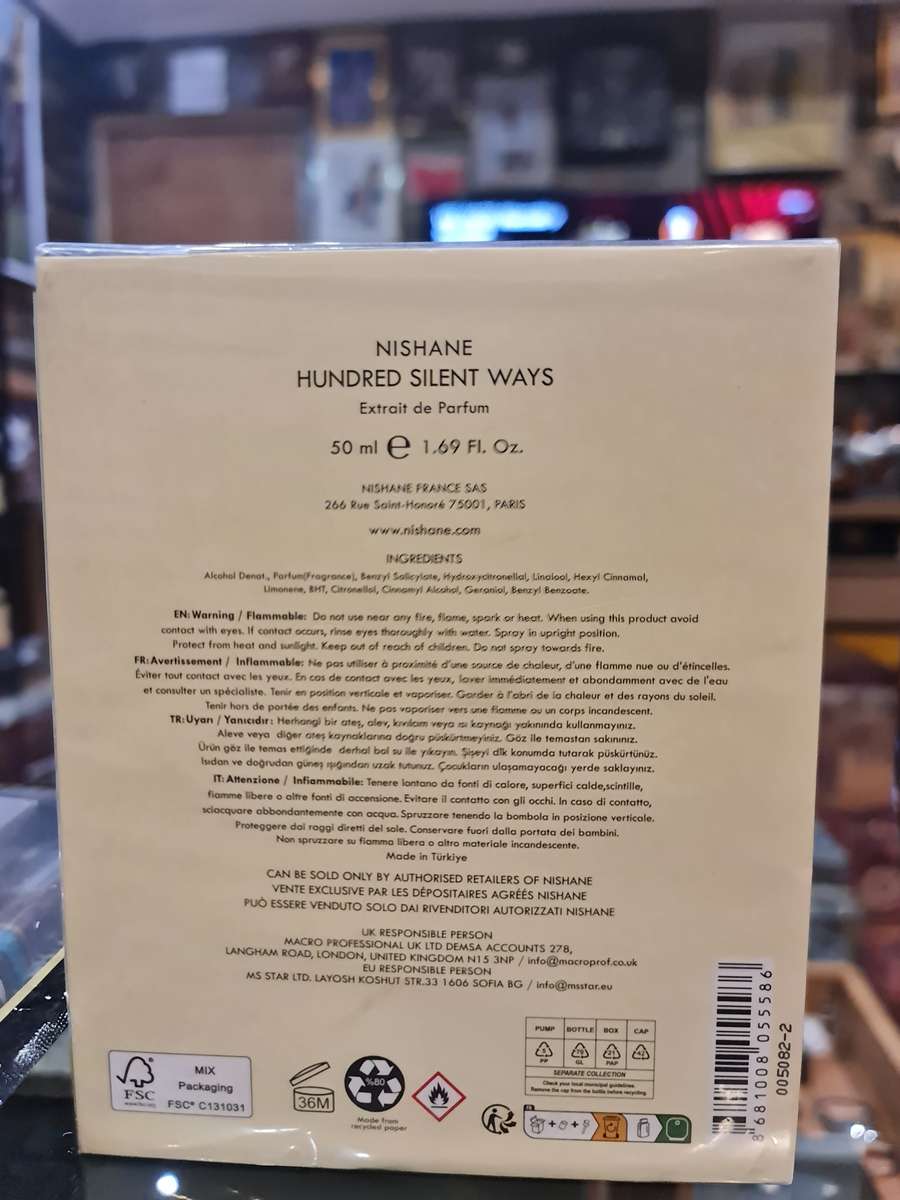 NISHANE
HUNDRED SILENT WAYS
Extrait de Parfum
50 ml ℮ 1.69 Fl. Oz.
NISHANE FRANCE SAS
266 Rue Saint-Honoré 75001, PARIS
www.nishane.com
INGREDIENTS
Alcohol Denat., Parfum(Fragrance), Benzyl Salicylate, Hydroxycitronellal, Linalool, Hexyl Cinnamal,
Limonene, BHT, Citronellol, Cinnamyl Alcohol, Geraniol, Benzyl Benzoate.
EN: Warning / Flammable: Do not use near any fire, flame, spark or heat. When using this product avoid
contact with eyes. If contact occurs, rinse eyes thoroughly with water. Spray in upright position.
Protect from heat and sunlight. Keep out of reach of children. Do not spray towards fire.
FR: Avertissement / Inflammable: Ne pas utiliser à proximité d'une source de chaleur, d'une flamme nue ou d'étincelles.
Éviter tout contact avec les yeux. En cas de contact avec les yeux, laver immédiatement et abondamment avec de l'eau
et consulter un spécialiste. Tenir en position verticale et vaporiser. Garder à l'abri de la chaleur et des rayons du soleil.
Tenir hors de portée des enfants. Ne pas vaporiser vers une flamme ou un corps incandescent.
TR: Uyarı / Yanıcıdır: Herhangi bir ateş, alev, kıvılcım veya ısı kaynağı yakınında kullanmayınız.
Aleve veya diğer ateş kaynaklarına doğru püskürtmeyiniz. Göz ile temastan sakınınız.
Ürün göz ile temas ettiğinde derhal bol su ile yıkayın. Şişeyi dik konumda tutarak püskürtünüz.
Isıdan ve doğrudan güneş ışığından uzak tutunuz. Çocukların ulaşamayacağı yerde saklayınız.
IT: Attenzione / Infiammabile: Tenere lontano da fonti di calore, superfici calde,scintille,
fiamme libere o altre fonti di accensione. Evitare il contatto con gli occhi. In caso di contatto,
sciacquare abbondantemente con acqua. Spruzzare tenendo la bombola in posizione verticale.
Proteggere dai raggi diretti del sole. Conservare fuori dalla portata dei bambini.
Non spruzzare su fiamma libera o altro materiale incandescente.
Made in Türkiye
CAN BE SOLD ONLY BY AUTHORISED RETAILERS OF NISHANE
VENTE EXCLUSIVE PAR LES DÉPOSITAIRES AGRÉÉS NISHANE
PUÒ ESSERE VENDUTO SOLO DAI RIVENDITORI AUTORIZZATI NISHANE
UK RESPONSIBLE PERSON
MACRO PROFESSIONAL UK LTD DEMSA ACCOUNTS 278,
LANGHAM ROAD, LONDON, UNITED KINGDOM N15 3NP / info@macroprof.co.uk
EU RESPONSIBLE PERSON
MS STAR LTD. LAYOSH KOSHUT STR.33 1606 SOFIA BG / info@msstar.eu
PUMP BOTTLE BOX CAP
5 70 21 42
PP GL PAP
SEPARATE COLLECTION
Check your local municipal guidelines.
Remove the cap from the bottle before recycling
FSC
MIX
Packaging
FSC® C131031
36M
%80
Made from
recycled paper
FR
8 681008 055586
005082-2